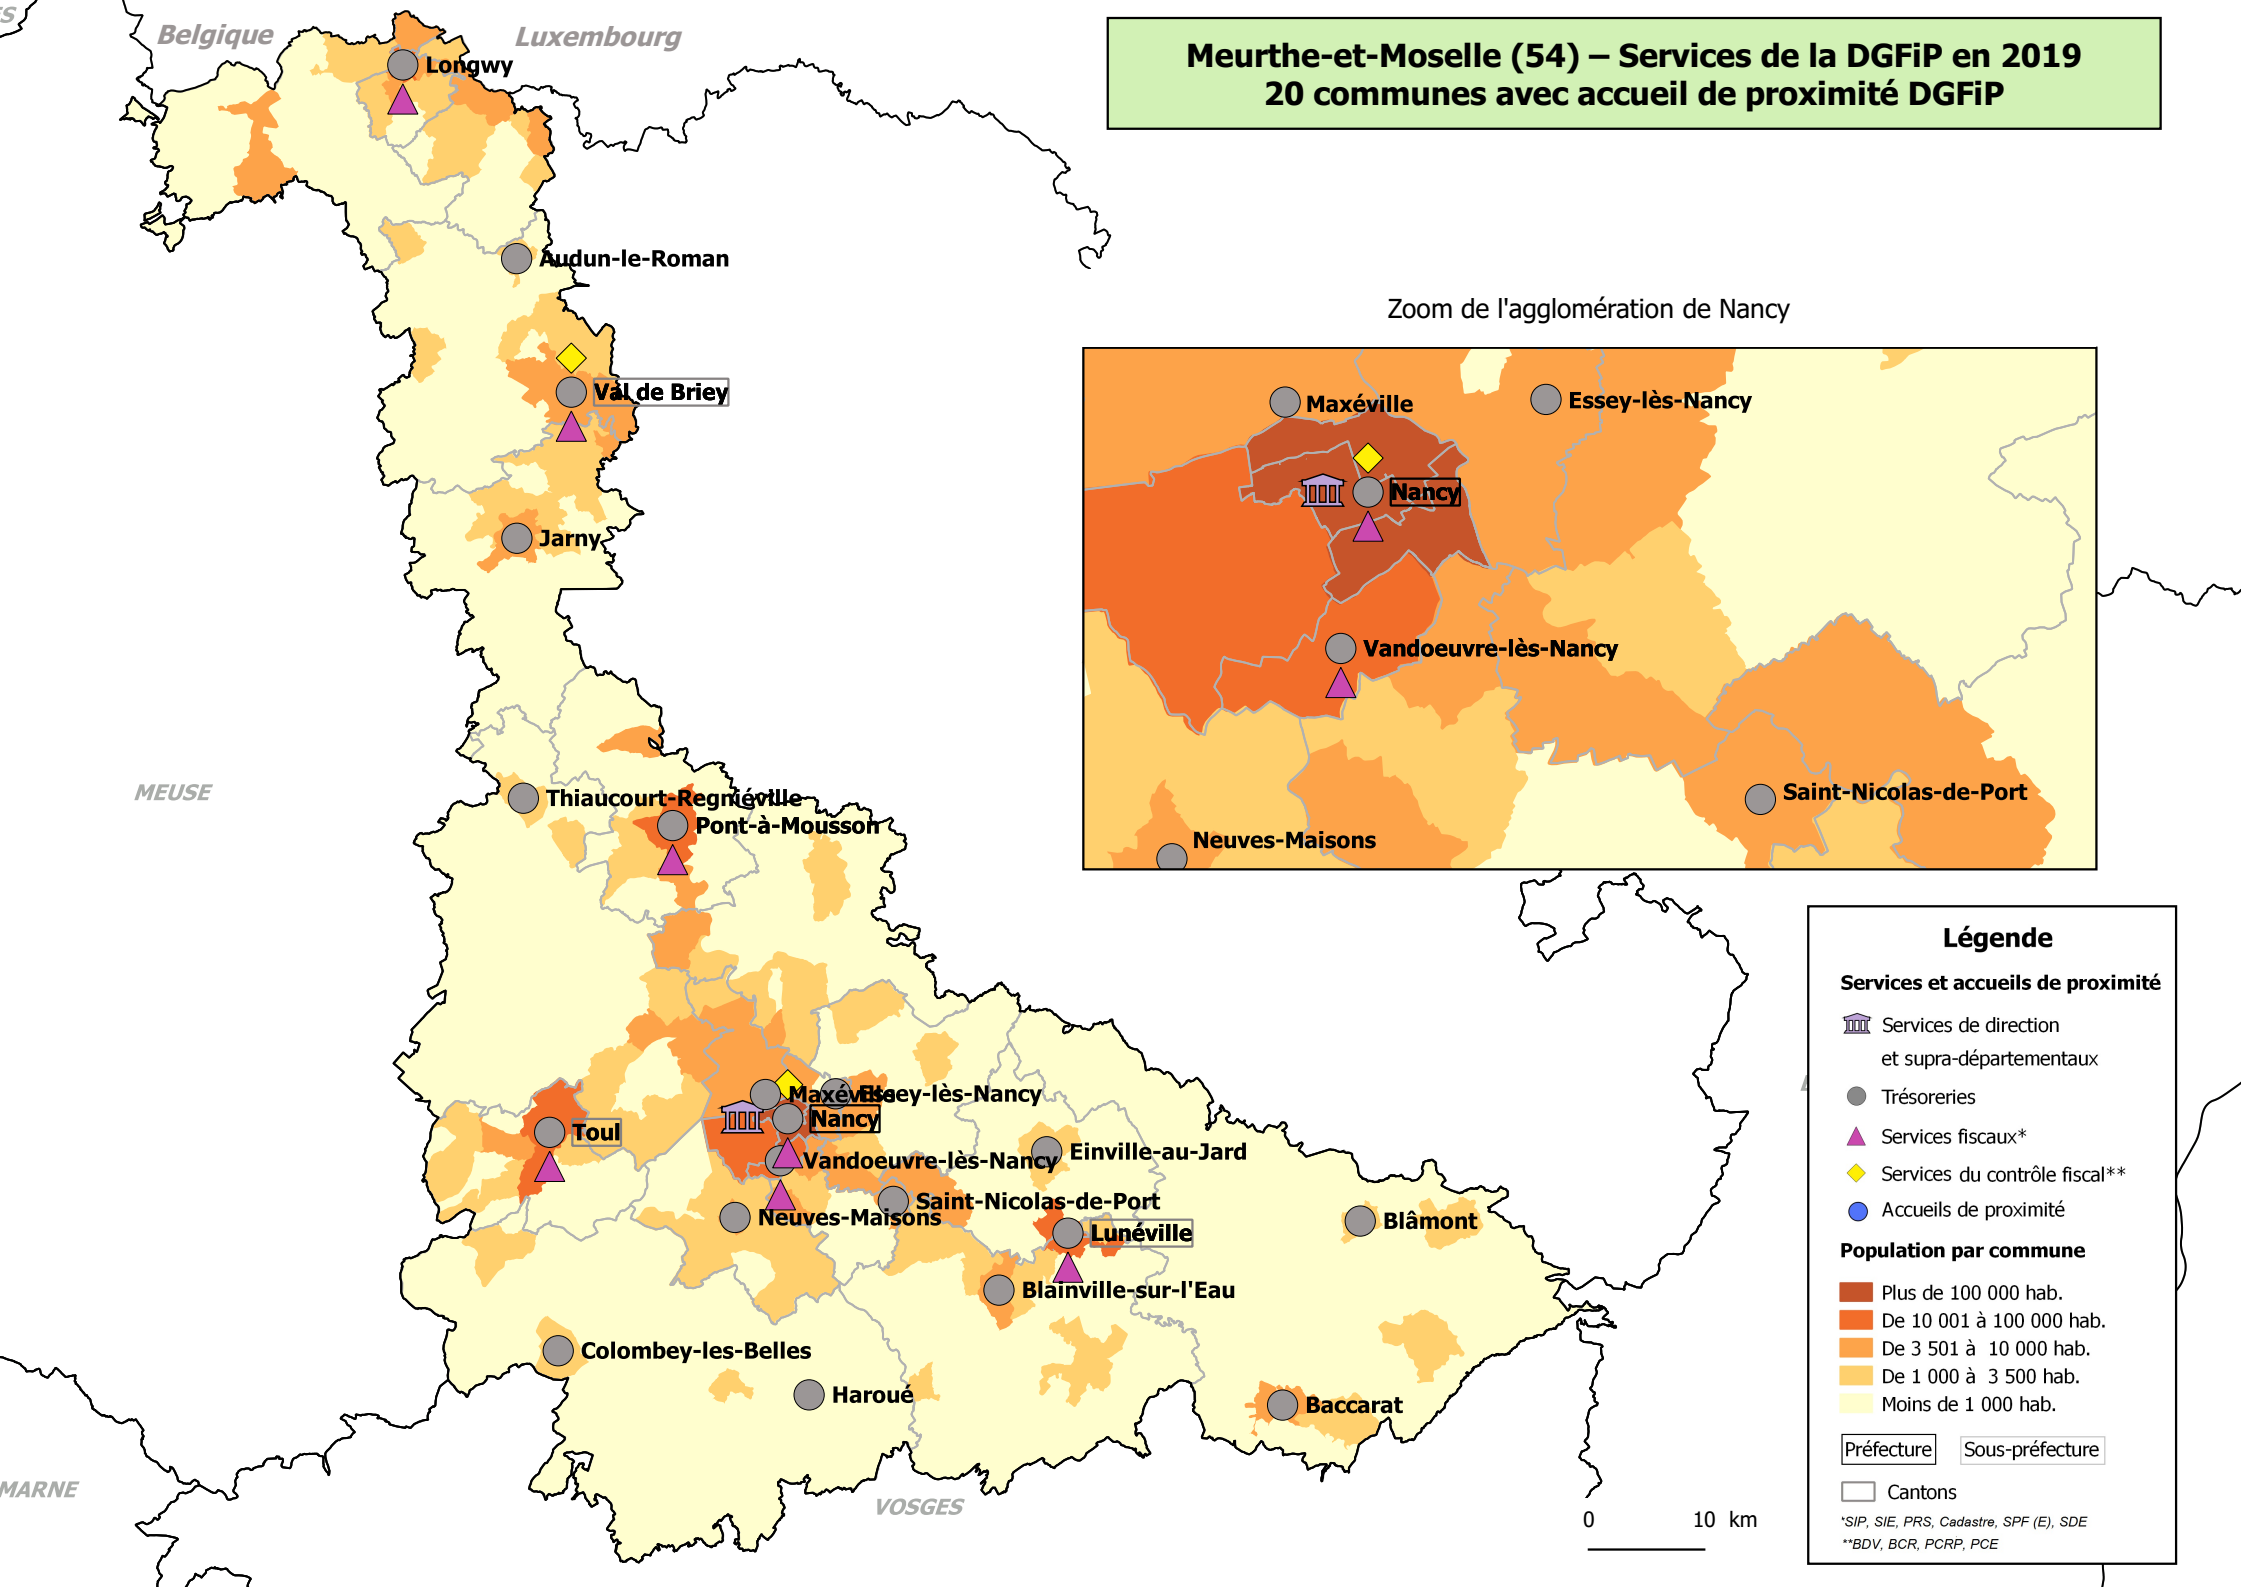 Belgique
Luxembourg
Meurthe-et-Moselle (54) – Services de la DGFiP en 2019
20 communes avec accueil de proximité DGFiP
Longwy
Audun-le-Roman
Val de Briey
Jarny
Zoom de l'agglomération de Nancy
Maxéville
Essey-lès-Nancy
Nancy
Vandoeuvre-lès-Nancy
Saint-Nicolas-de-Port
Neuves-Maisons
MEUSE
Thiaucourt-Regniéville
Pont-à-Mousson
Maxéville
Essey-lès-Nancy
Nancy
Toul
Einville-au-Jard
Vandoeuvre-lès-Nancy
Saint-Nicolas-de-Port
Neuves-Maisons
Lunéville
Blâmont
Blainville-sur-l'Eau
Colombey-les-Belles
Haroué
Baccarat
MARNE
VOSGES
0 10 km
Légende
Services et accueils de proximité
Services de direction
et supra-départementaux
Trésoreries
Services fiscaux*
Services du contrôle fiscal**
Accueils de proximité
Population par commune
Plus de 100 000 hab.
De 10 001 à 100 000 hab.
De 3 501 à 10 000 hab.
De 1 000 à 3 500 hab.
Moins de 1 000 hab.
Préfecture Sous-préfecture
Cantons
*SIP, SIE, PRS, Cadastre, SPF (E), SDE
**BDV, BCR, PCRP, PCE